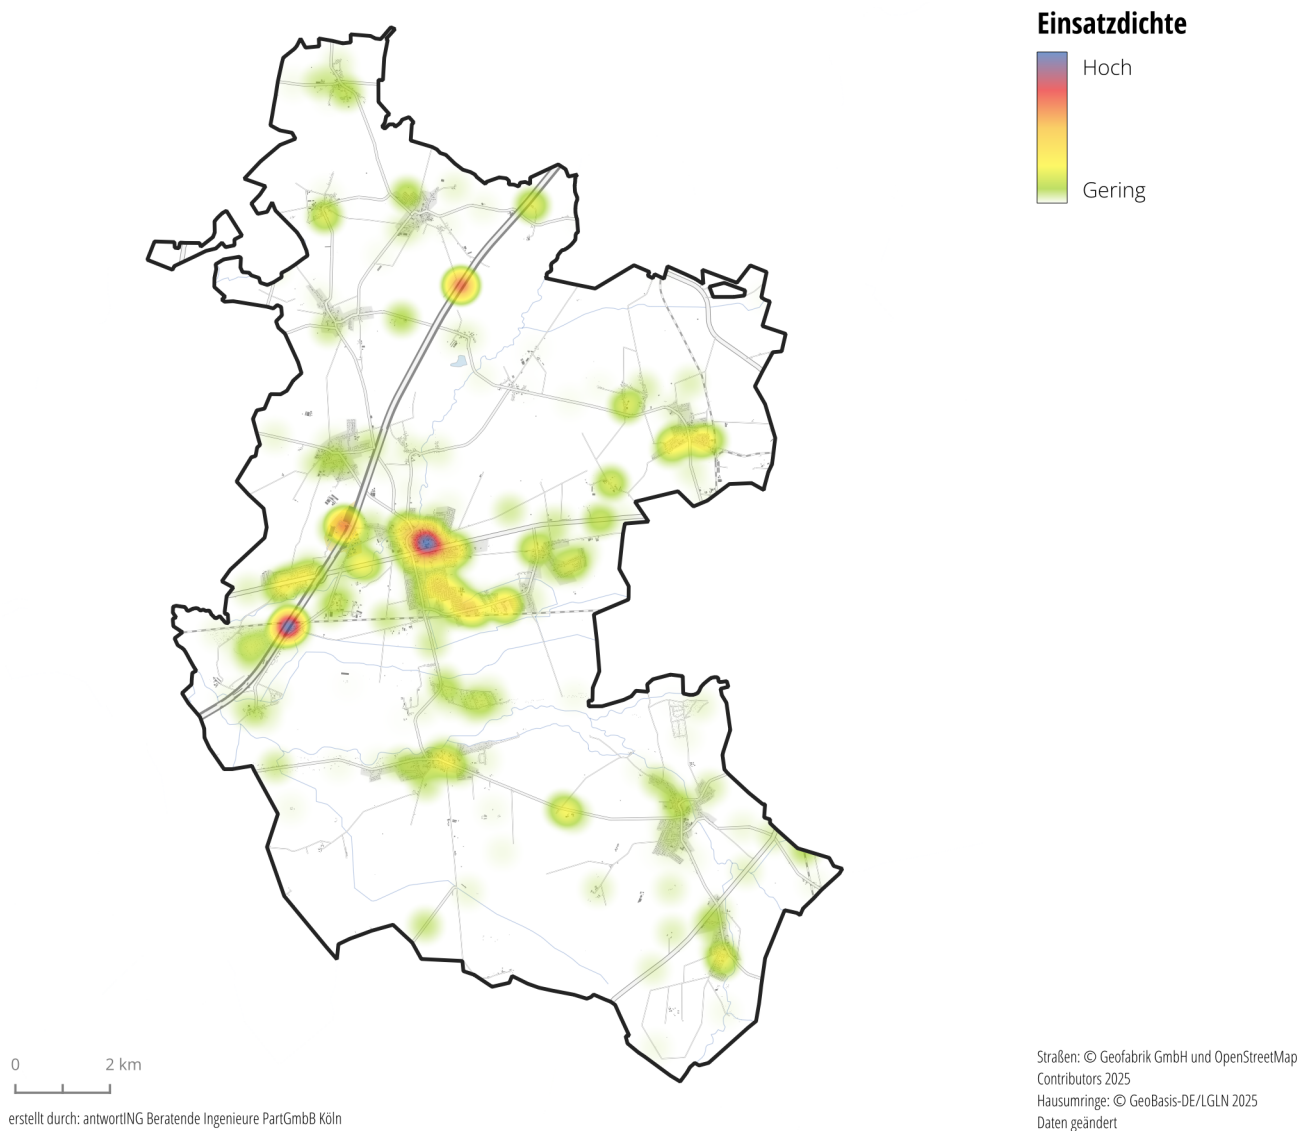 Einsatzdichte
Hoch
Gering
0 2 km
erstellt durch: antwortING Beratende Ingenieure PartGmbB Köln
Straßen: © Geofabrik GmbH und OpenStreetMap
Contributors 2025
Hausumringe: © GeoBasis-DE/LGLN 2025
Daten geändert